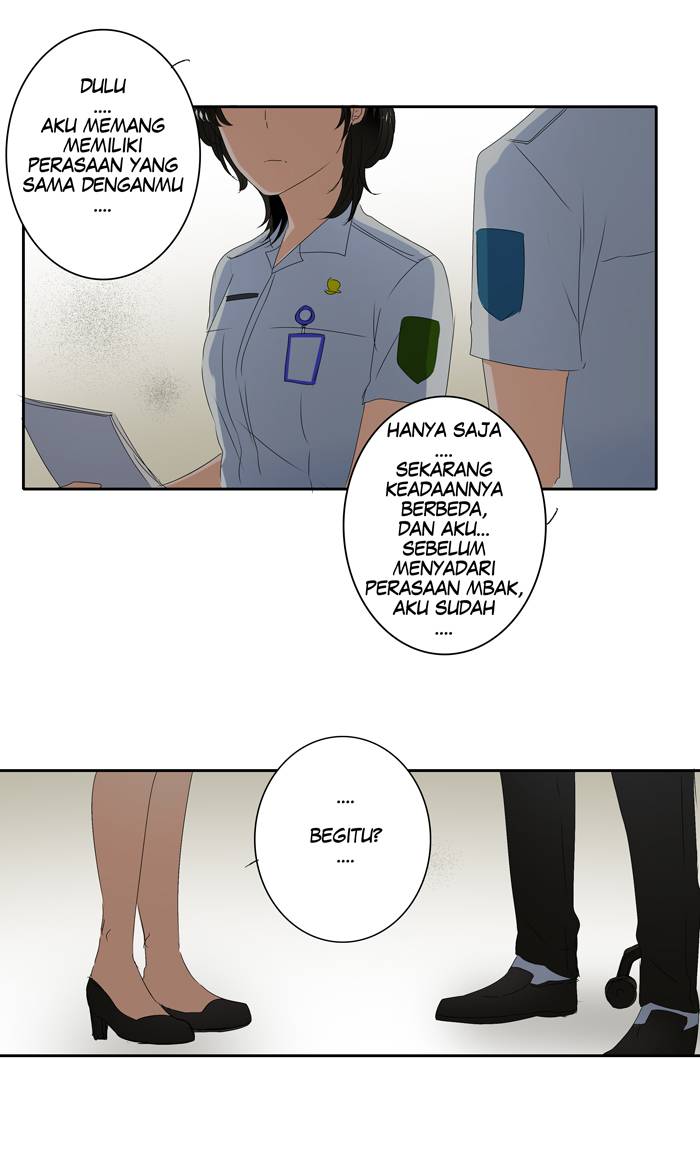 DULU
....
AKU MEMANG
MEMILIKI
PERASAAN YANG
SAMA DENGANMU
....
HANYA SAJA
....
SEKARANG
KEADAANNYA
BERBEDA,
DAN AKU...
SEBELUM
MENYADARI
PERASAAN MBAK,
AKU SUDAH
....
....
BEGITU?
....